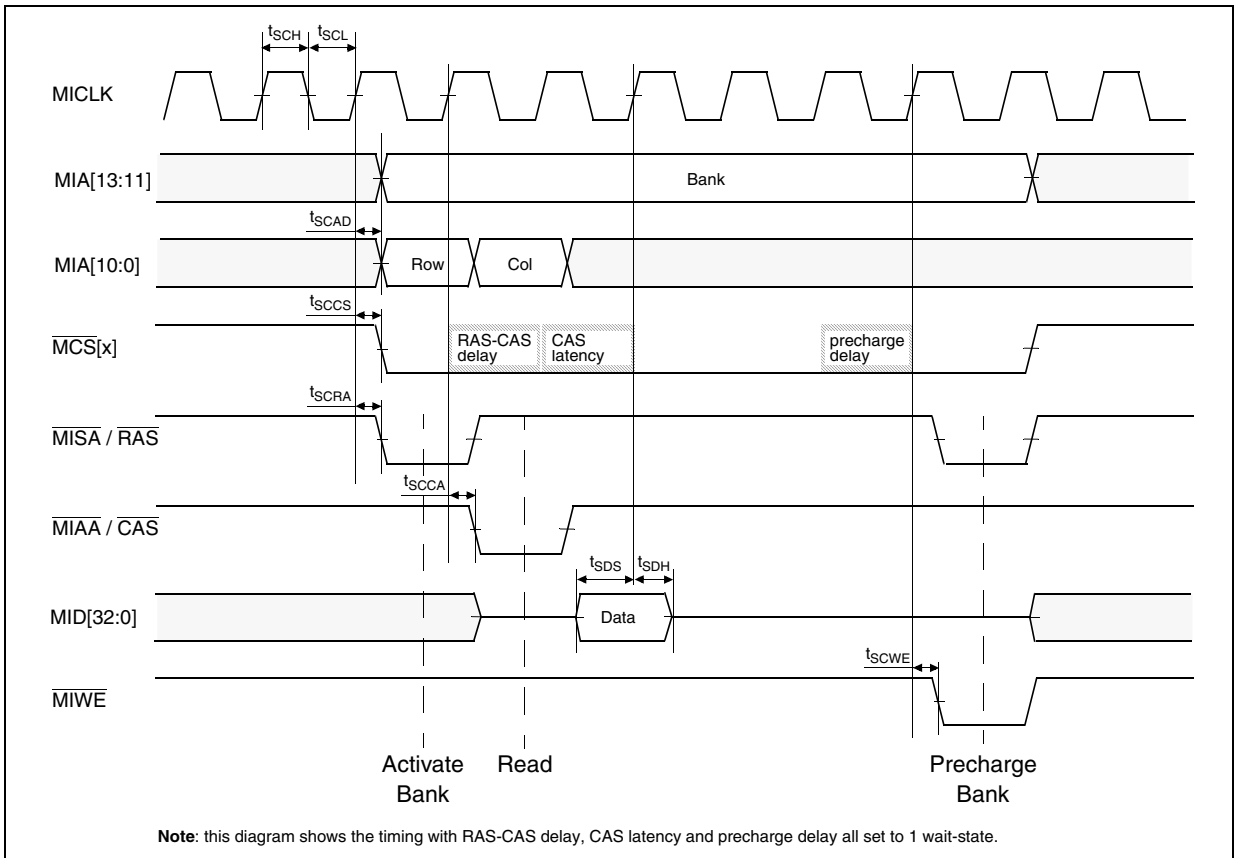 tSCH tSCL
MICLK
MIA[13:11] Bank
tSCAD
MIA[10:0] Row Col
tSCCS
MCS[x] RAS-CAS delay CAS latency precharge delay
tSCRA
MISA / RAS
tSCCA
MIAA / CAS
tSDS tSDH
MID[32:0] Data
tSCWE
MIWE
Activate Read Precharge
Bank Bank
Note: this diagram shows the timing with RAS-CAS delay, CAS latency and precharge delay all set to 1 wait-state.